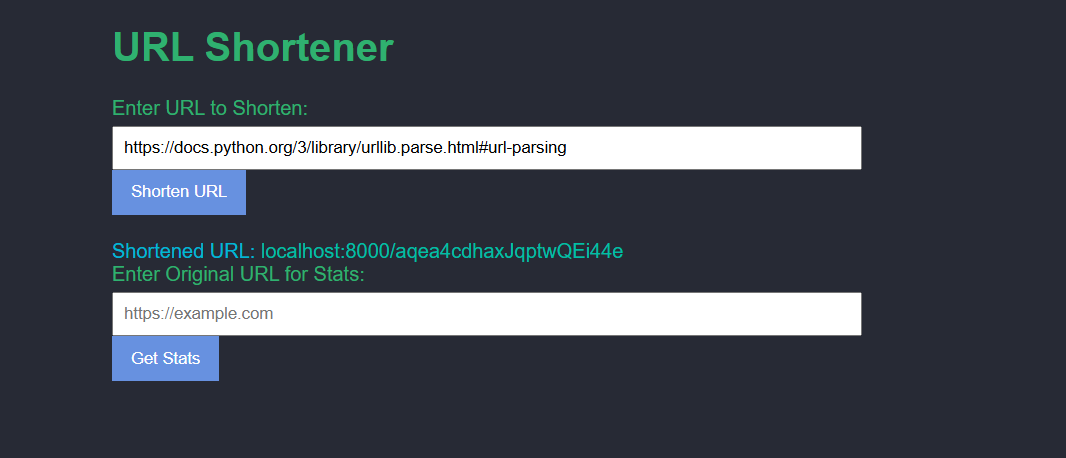 URL Shortener
Enter URL to Shorten:
https://docs.python.org/3/library/urllib.parse.html#url-parsing
Shorten URL
Shortened URL: localhost:8000/aqea4cdhaxJqptwQEi44e
Enter Original URL for Stats:
https://example.com
Get Stats